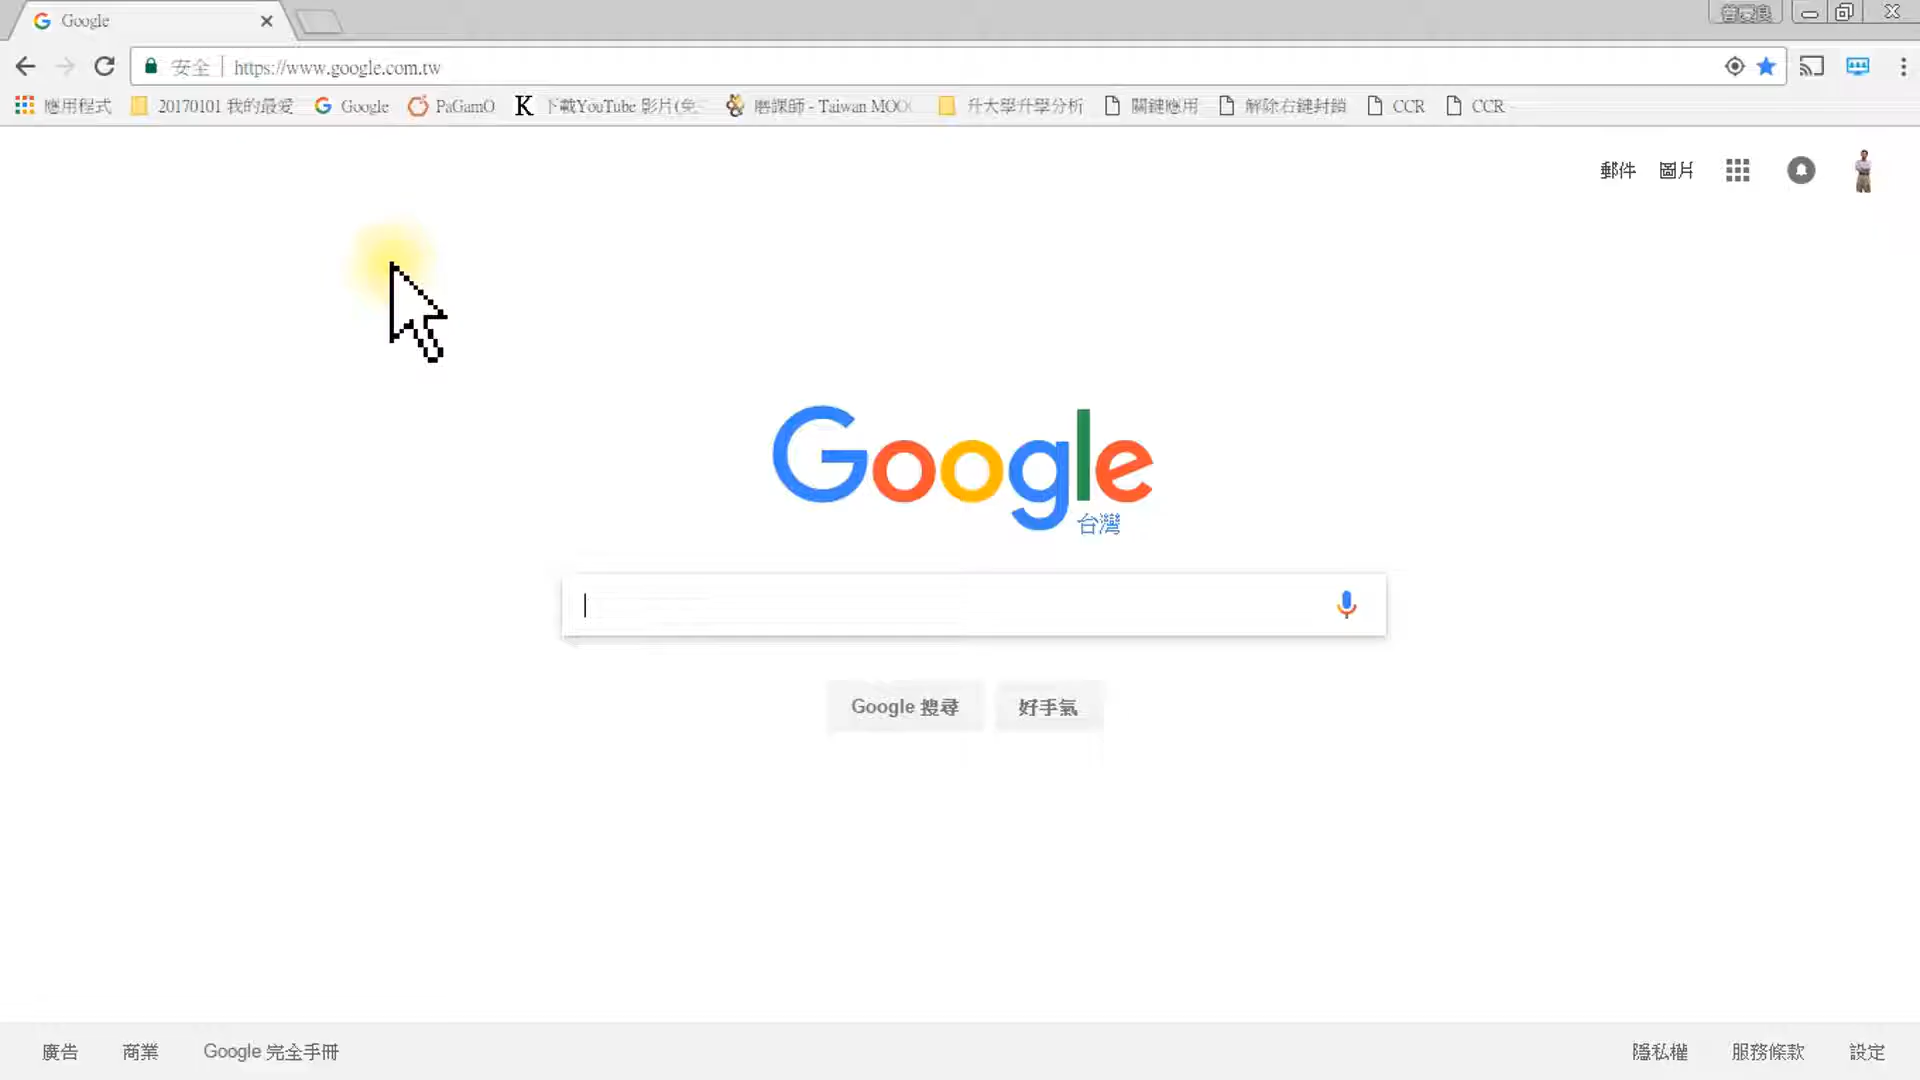 Google
曾慶良
安全 https://www.google.com.tw
應用程式 20170101 我的最愛 Google PaGamO 下載YouTube 影片(免 磨課師 - Taiwan MOOC 升大學升學分析 關鍵應用 解除右鍵封鎖 CCR CCR -
郵件 圖片
Google
台灣
Google 搜尋 好手氣
廣告 商業 Google 完全手冊 隱私權 服務條款 設定